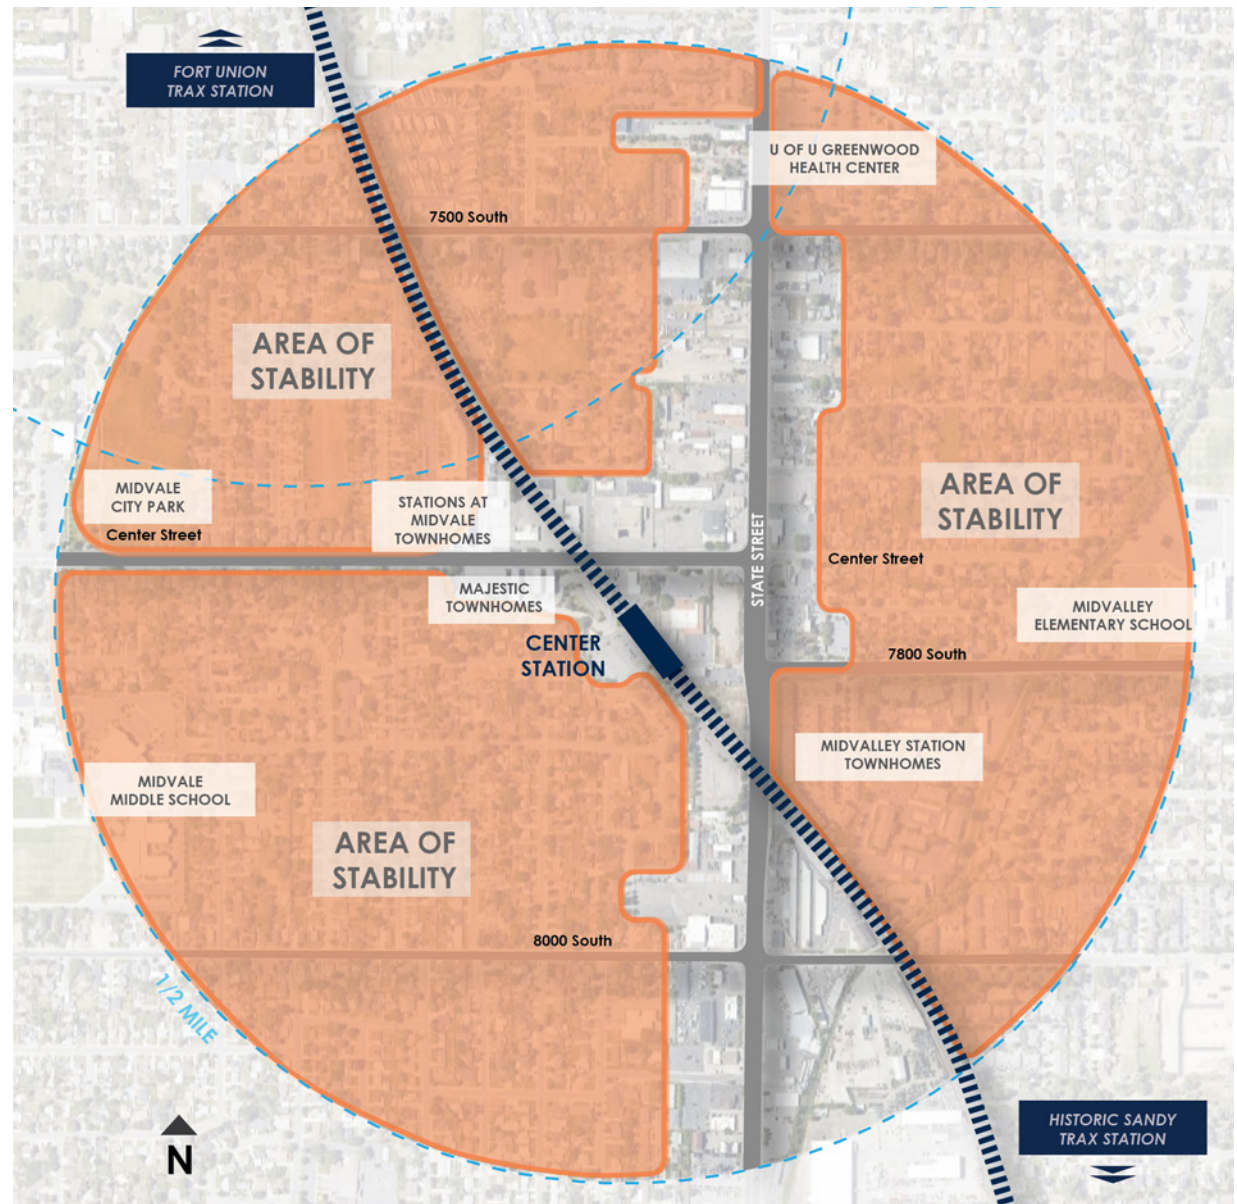 FORT UNION
TRAX STATION
U OF U GREENWOOD
HEALTH CENTER
7500 South
AREA OF
STABILITY
MIDVALE
CITY PARK
Center Street
STATIONS AT
MIDVALE
TOWNHOMES
AREA OF
STABILITY
STATE STREET
Center Street
MAJESTIC
TOWNHOMES
MIDVALLEY
ELEMENTARY SCHOOL
CENTER
STATION
7800 South
MIDVALLEY STATION
TOWNHOMES
MIDVALE
MIDDLE SCHOOL
AREA OF
STABILITY
8000 South
1/2 MILE
N
HISTORIC SANDY
TRAX STATION